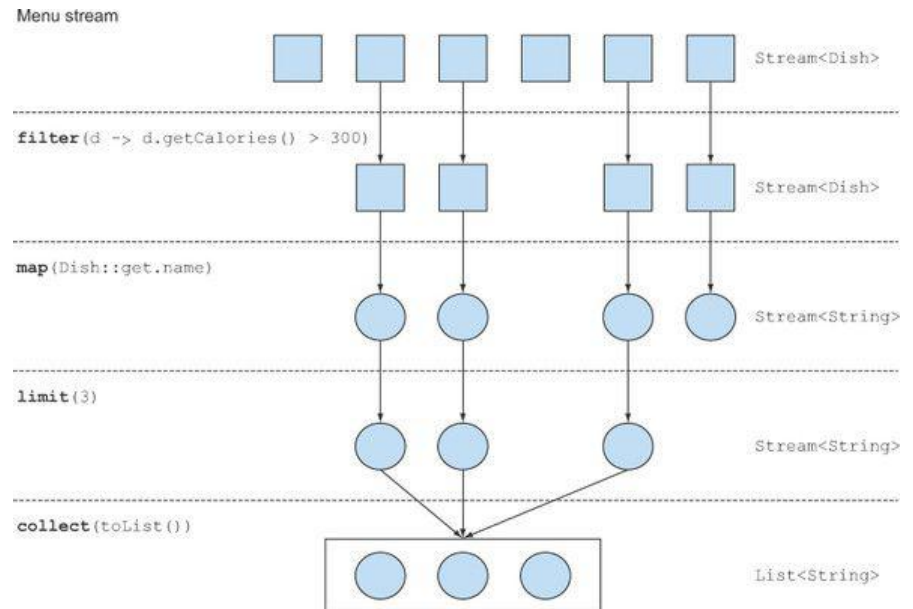 Menu stream
Stream<Dish>
filter(d -> d.getCalories() > 300)
Stream<Dish>
map(Dish::get.name)
Stream<String>
limit(3)
Stream<String>
collect(toList())
List<String>